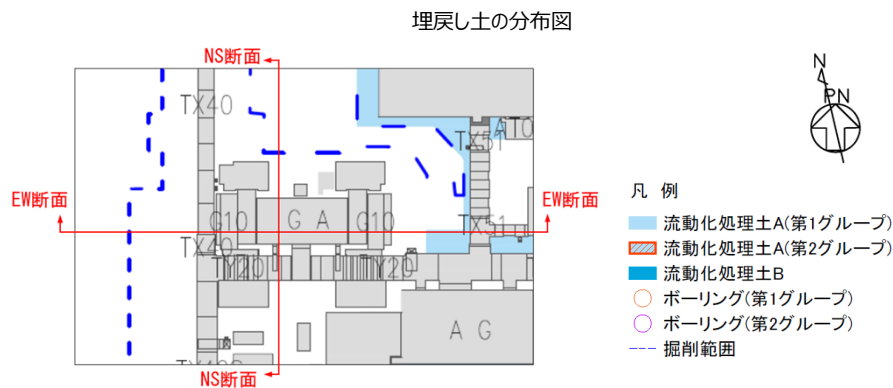 埋戻し土の分布図
NS断面
N
PN
TX40
TX51
AT0
EW断面
EW断面
凡 例
G10
G A
G10
TX51
流動化処理土A(第1グループ)
TX40
流動化処理土A(第2グループ)
TY20
TY20
流動化処理土B
ボーリング(第1グループ)
ボーリング(第2グループ)
A G
掘削範囲
NS断面